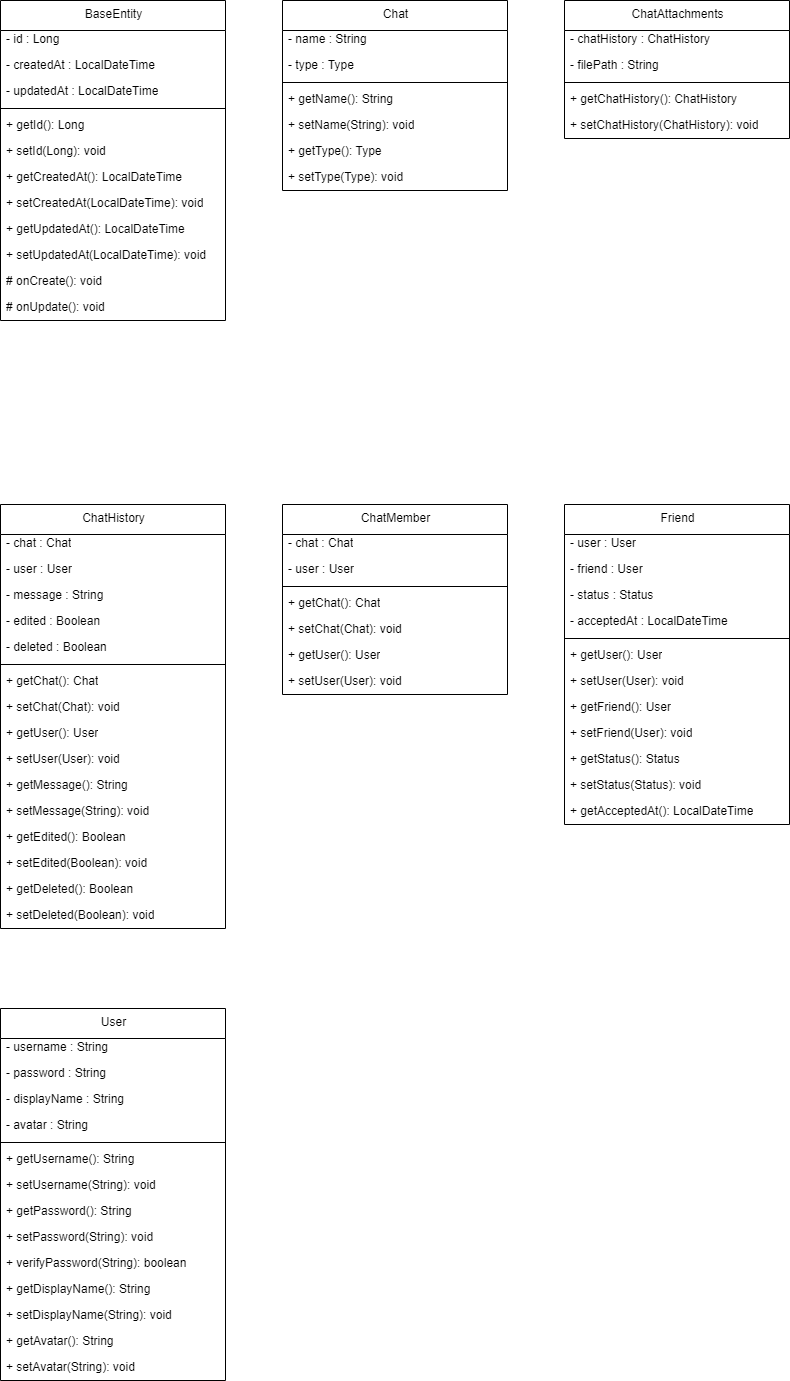 BaseEntity
- id : Long
- createdAt : LocalDateTime
- updatedAt : LocalDateTime
+ getId(): Long
+ setId(Long): void
+ getCreatedAt(): LocalDateTime
+ setCreatedAt(LocalDateTime): void
+ getUpdatedAt(): LocalDateTime
+ setUpdatedAt(LocalDateTime): void
# onCreate(): void
# onUpdate(): void
Chat
- name : String
- type : Type
+ getName(): String
+ setName(String): void
+ getType(): Type
+ setType(Type): void
ChatAttachments
- chatHistory : ChatHistory
- filePath : String
+ getChatHistory(): ChatHistory
+ setChatHistory(ChatHistory): void
ChatHistory
- chat : Chat
- user : User
- message : String
- edited : Boolean
- deleted : Boolean
+ getChat(): Chat
+ setChat(Chat): void
+ getUser(): User
+ setUser(User): void
+ getMessage(): String
+ setMessage(String): void
+ getEdited(): Boolean
+ setEdited(Boolean): void
+ getDeleted(): Boolean
+ setDeleted(Boolean): void
ChatMember
- chat : Chat
- user : User
+ getChat(): Chat
+ setChat(Chat): void
+ getUser(): User
+ setUser(User): void
Friend
- user : User
- friend : User
- status : Status
- acceptedAt : LocalDateTime
+ getUser(): User
+ setUser(User): void
+ getFriend(): User
+ setFriend(User): void
+ getStatus(): Status
+ setStatus(Status): void
+ getAcceptedAt(): LocalDateTime
User
- username : String
- password : String
- displayName : String
- avatar : String
+ getUsername(): String
+ setUsername(String): void
+ getPassword(): String
+ setPassword(String): void
+ verifyPassword(String): boolean
+ getDisplayName(): String
+ setDisplayName(String): void
+ getAvatar(): String
+ setAvatar(String): void